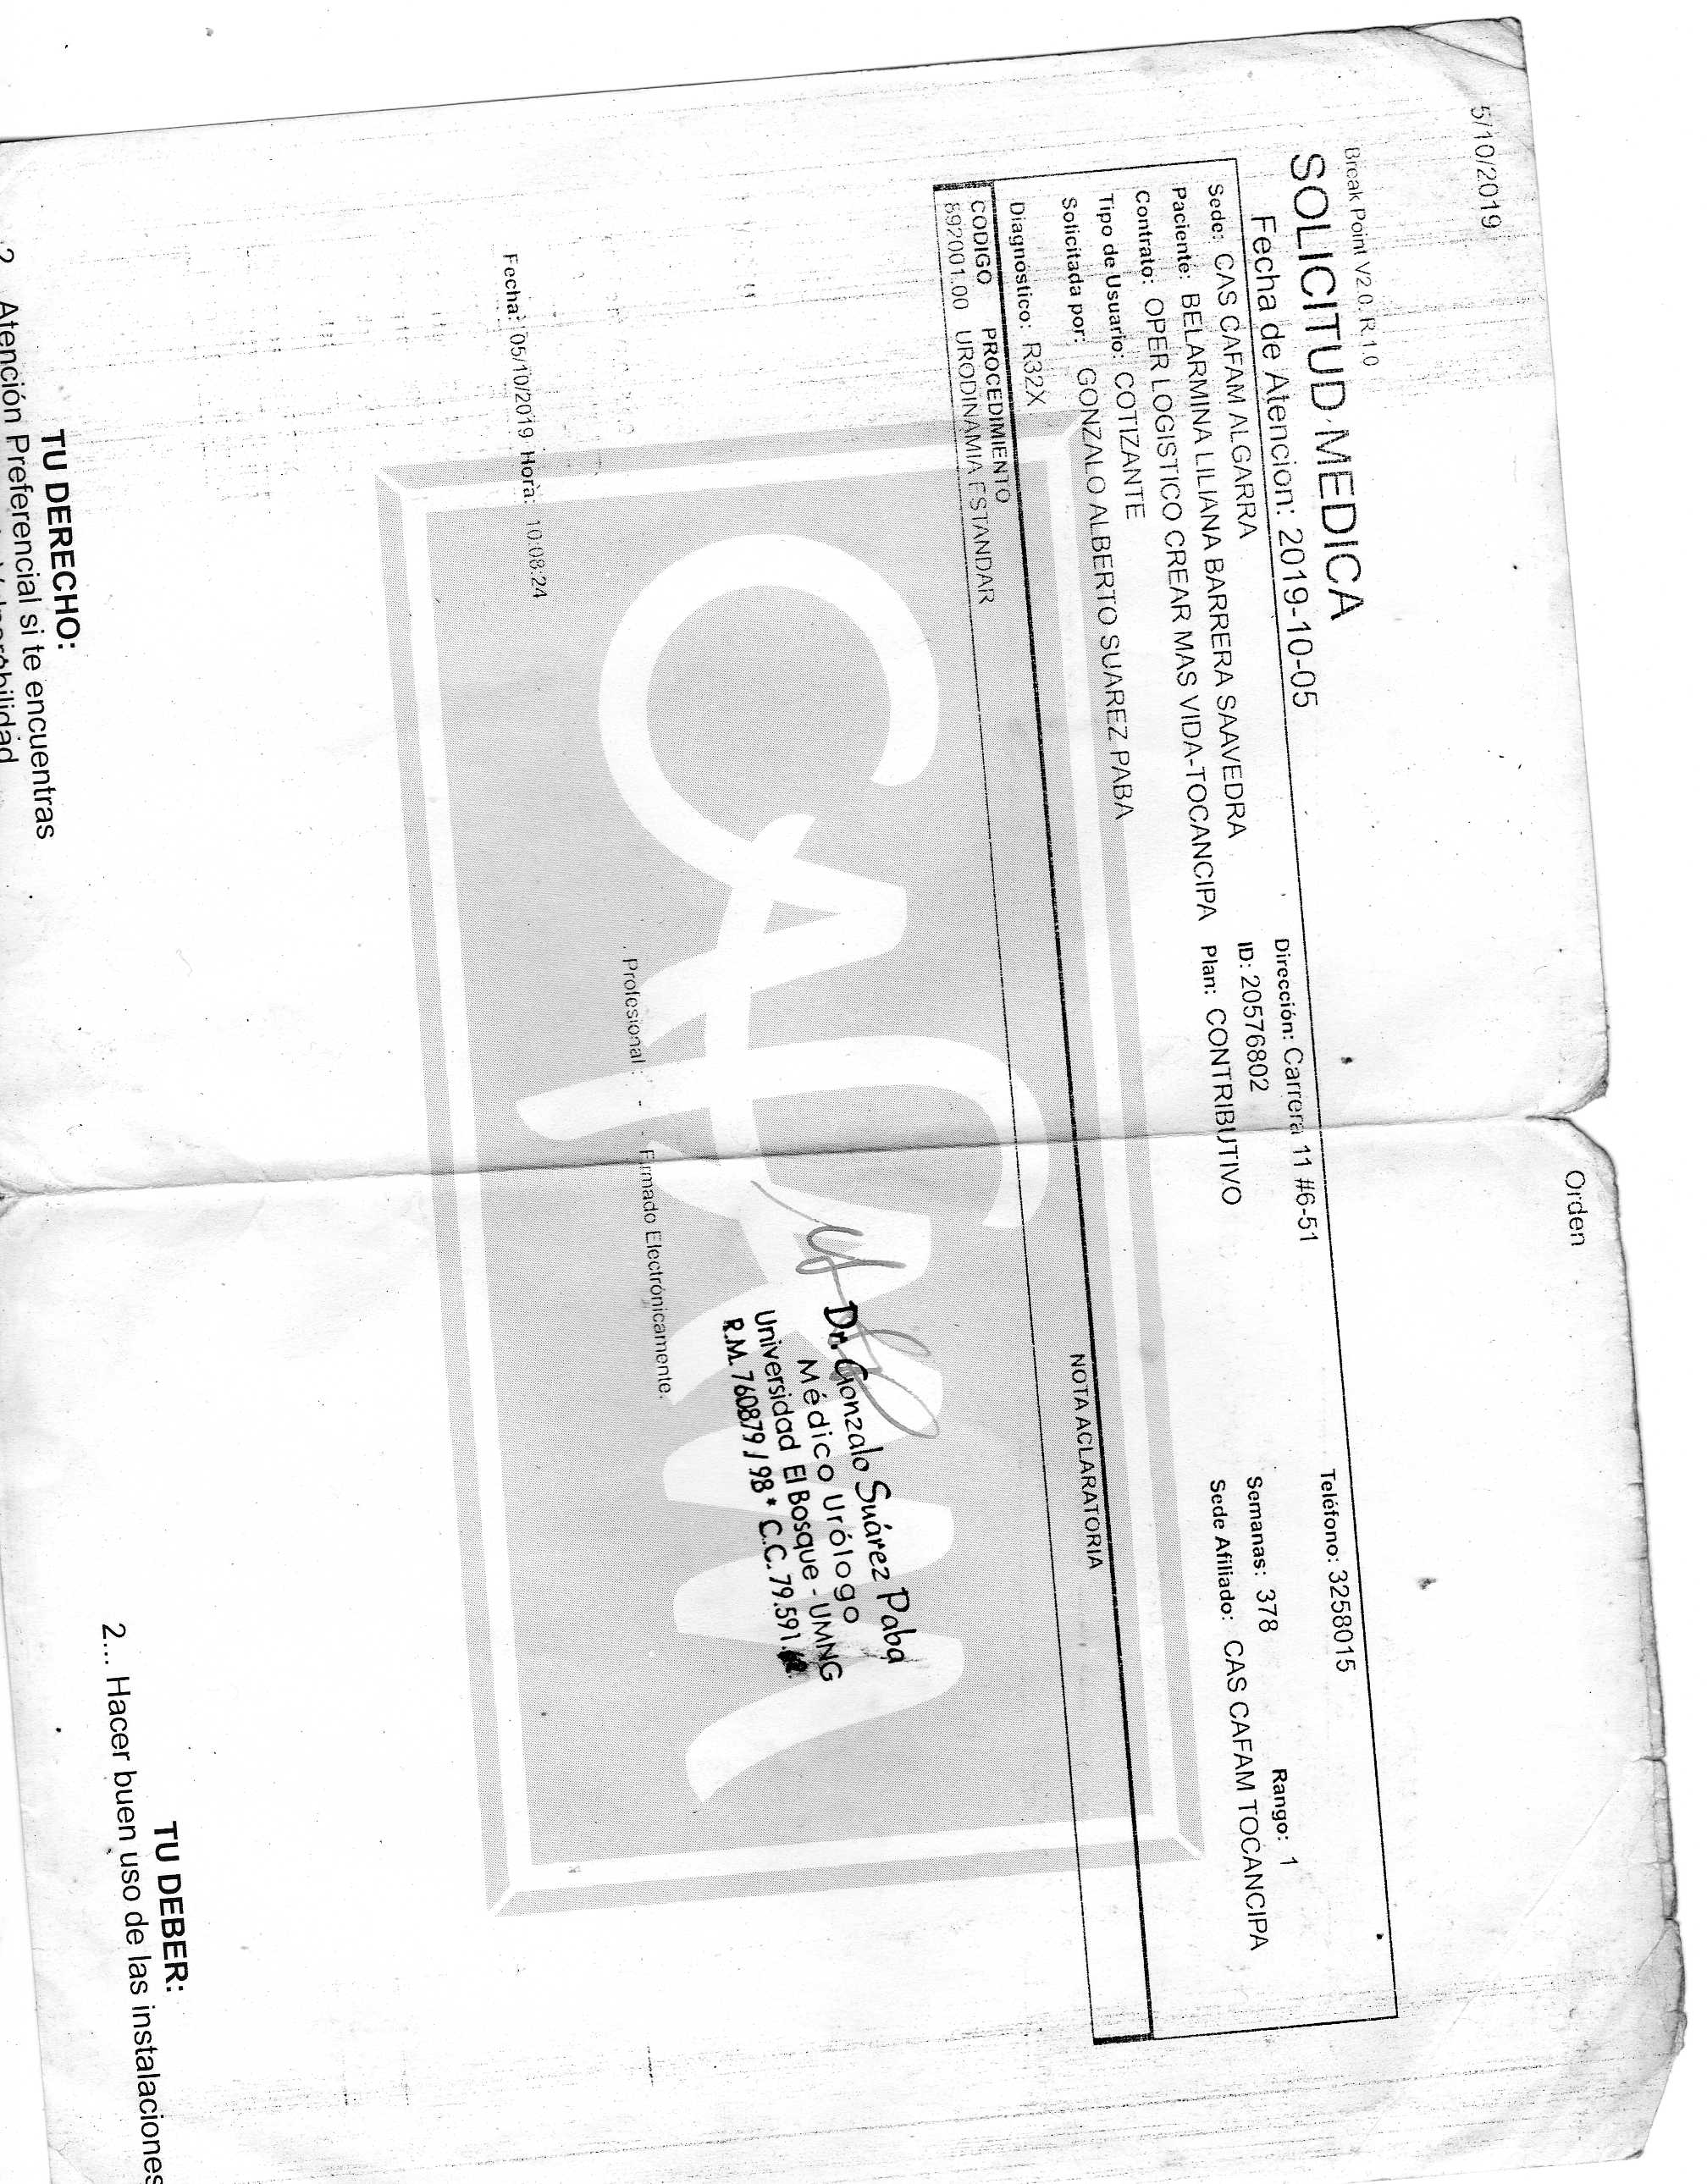 Orden
5/10/2019
Break Point V2.0. R.1.0
SOLICITUD MEDICA
Fecha de Atencion: 2019-10-05
Sede: CAS CAFAM ALGARRA Dirección: Carrera 11 #6-51 Teléfono: 3258015
Paciente: BELARMINA LILIANA BARRERA SAAVEDRA ID: 20576802 Semanas: 378 Rango: 1
Contrato: OPER LOGISTICO CREAR MAS VIDA-TOCANCIPA Plan: CONTRIBUTIVO Sede Afiliado: CAS CAFAM TOCANCIPA
Tipo de Usuario: COTIZANTE
Solicitada por: GONZALO ALBERTO SUAREZ PABA
Diagnóstico: R32X
CODIGO PROCEDIMIENTO NOTA ACLARATORIA
892001.00 URODINAMIA ESTANDAR
CAFAM
Dr. Gonzalo Suárez Paba
Médico Urólogo
Universidad El Bosque - UMNG
R.M. 760879 / 98 * C.C. 79.591.
Profesional : - - Firmado Electrónicamente.
Fecha: 05/10/2019 Hora: 10:08:24
TU DEBER:
2... Hacer buen uso de las instalaciones
TU DERECHO:
2... Atención Preferencial si te encuentras